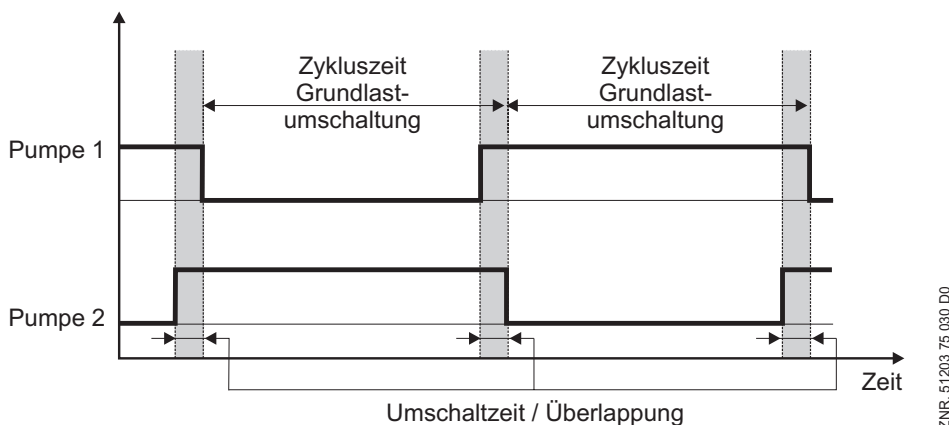 Zykluszeit
Grundlast-
umschaltung
Zykluszeit
Grundlast-
umschaltung
Pumpe 1
Pumpe 2
Zeit
Umschaltzeit / Überlappung
ZNR. 51203 75 030 D0